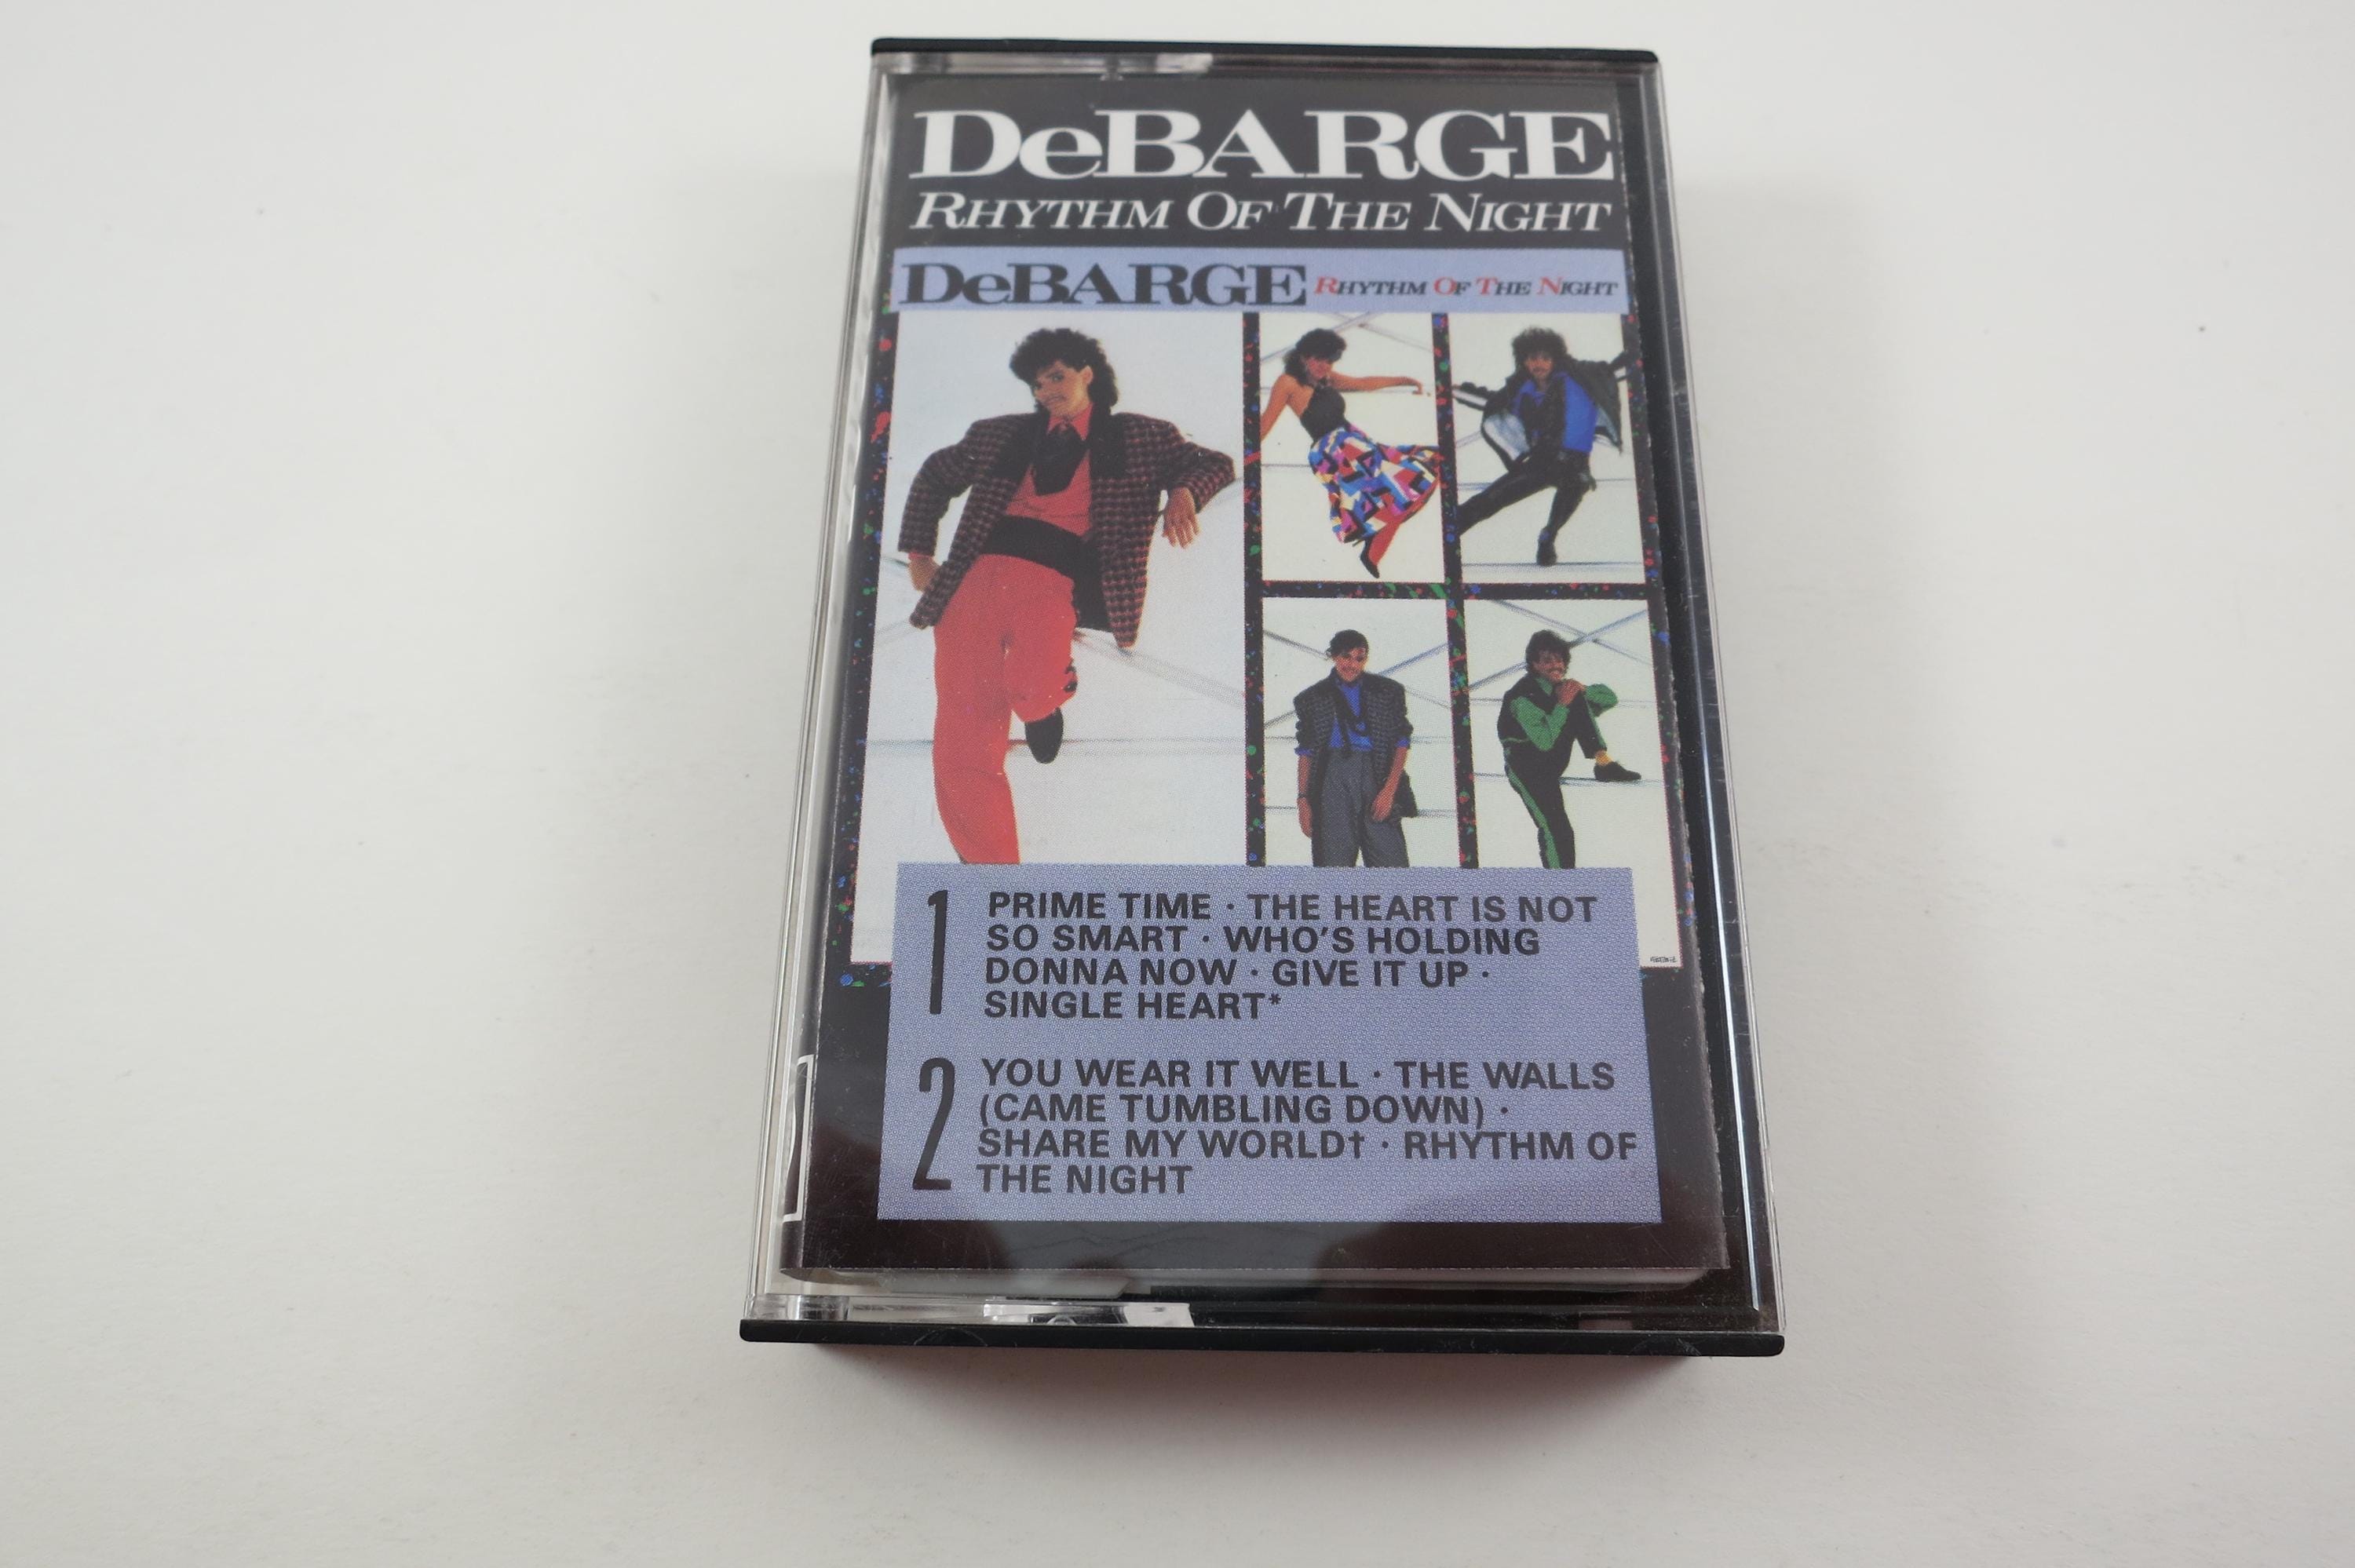 DeBARGE
RHYTHM OF THE NIGHT
DeBARGE RHYTHM OF THE NIGHT
1 PRIME TIME · THE HEART IS NOT
SO SMART · WHO'S HOLDING
DONNA NOW · GIVE IT UP ·
SINGLE HEART*
2 YOU WEAR IT WELL · THE WALLS
(CAME TUMBLING DOWN) ·
SHARE MY WORLD† · RHYTHM OF
THE NIGHT